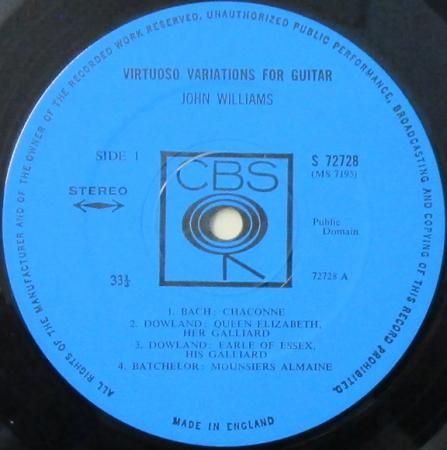 ALL RIGHTS OF THE MANUFACTURER AND OF THE OWNER OF THE RECORDED WORK RESERVED, UNAUTHORIZED PUBLIC PERFORMANCE, BROADCASTING AND COPYING OF THIS RECORD PROHIBITED.
VIRTUOSO VARIATIONS FOR GUITAR
JOHN WILLIAMS
SIDE 1
S 72728
(MS 7195)
STEREO
CBS
Public
Domain
33⅓
72728 A
1. BACH: CHACONNE
2. DOWLAND: QUEEN ELIZABETH,
HER GALLIARD
3. DOWLAND: EARLE OF ESSEX,
HIS GALLIARD
4. BATCHELOR: MOUNSIERS ALMAINE
MADE IN ENGLAND